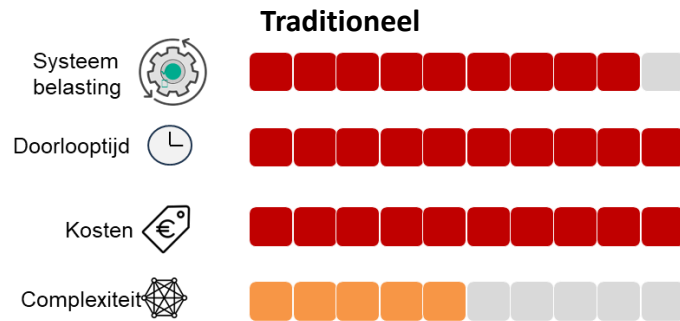 Traditioneel
Systeem
belasting
Doorlooptijd
Kosten
€
Complexiteit